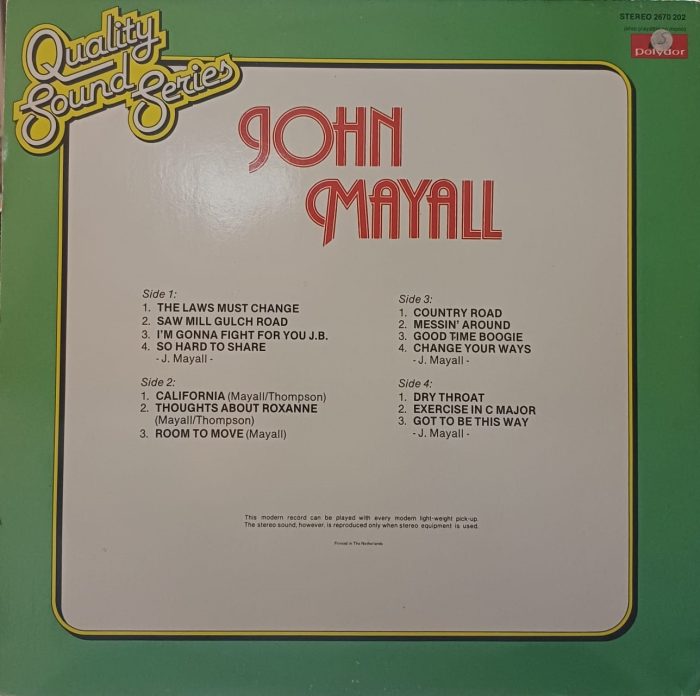 Quality
Sound Series
STEREO 2670 202
polydor
JOHN
MAYALL
Side 1:
1. THE LAWS MUST CHANGE
2. SAW MILL GULCH ROAD
3. I'M GONNA FIGHT FOR YOU J.B.
4. SO HARD TO SHARE
- J. Mayall -
Side 2:
1. CALIFORNIA (Mayall/Thompson)
2. THOUGHTS ABOUT ROXANNE
(Mayall/Thompson)
3. ROOM TO MOVE (Mayall)
Side 3:
1. COUNTRY ROAD
2. MESSIN' AROUND
3. GOOD TIME BOOGIE
4. CHANGE YOUR WAYS
- J. Mayall -
Side 4:
1. DRY THROAT
2. EXERCISE IN C MAJOR
3. GOT TO BE THIS WAY
- J. Mayall -
This modern record can be played with every modern light-weight pick-up.
The stereo sound, however, is reproduced only when stereo equipment is used.
Printed in The Netherlands